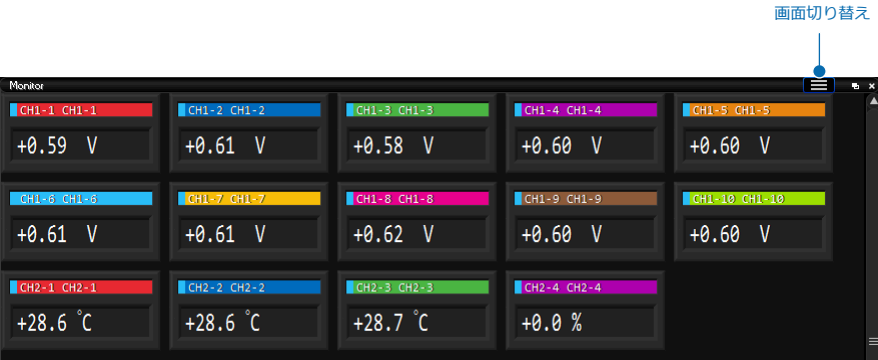 画面切り替え
Monitor
CH1-1 CH1-1 CH1-2 CH1-2 CH1-3 CH1-3 CH1-4 CH1-4 CH1-5 CH1-5
+0.59 V +0.61 V +0.58 V +0.60 V +0.60 V
CH1-6 CH1-6 CH1-7 CH1-7 CH1-8 CH1-8 CH1-9 CH1-9 CH1-10 CH1-10
+0.61 V +0.61 V +0.62 V +0.60 V +0.60 V
CH2-1 CH2-1 CH2-2 CH2-2 CH2-3 CH2-3 CH2-4 CH2-4
+28.6 ℃ +28.6 ℃ +28.7 ℃ +0.0 %